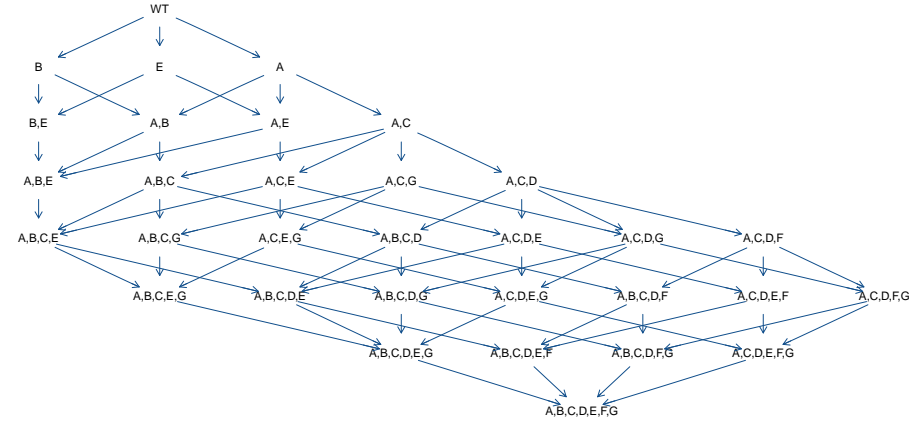 WT
B E A
B,E A,B A,E A,C
A,B,E A,B,C A,C,E A,C,G A,C,D
A,B,C,E A,B,C,G A,C,E,G A,B,C,D A,C,D,E A,C,D,G A,C,D,F
A,B,C,E,G A,B,C,D,E A,B,C,D,G A,C,D,E,G A,B,C,D,F A,C,D,E,F A,C,D,F,G
A,B,C,D,E,G A,B,C,D,E,F A,B,C,D,F,G A,C,D,E,F,G
A,B,C,D,E,F,G